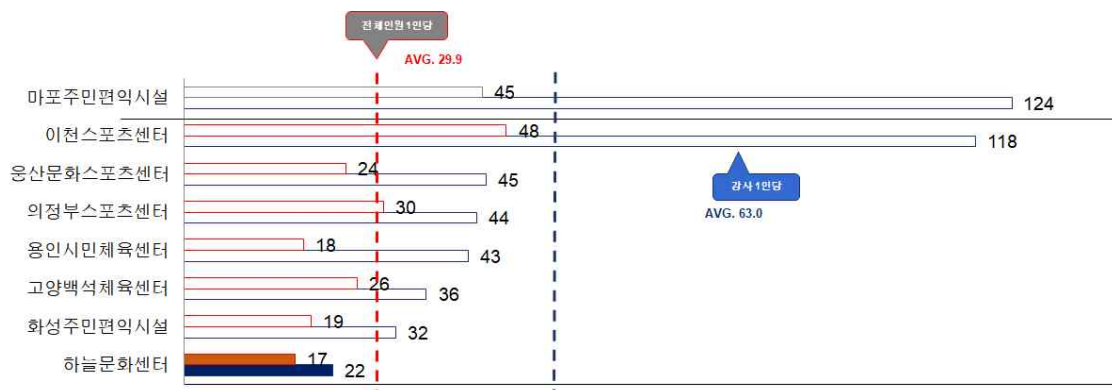 전체인원 1인당
AVG. 29.9
마포주민편익시설 45 124
이천스포츠센터 48 118
웅산문화스포츠센터 24 45
강사 1인당
AVG. 63.0
의정부스포츠센터 30 44
용인시민체육센터 18 43
고양백석체육센터 26 36
화성주민편익시설 19 32
하늘문화센터 17 22